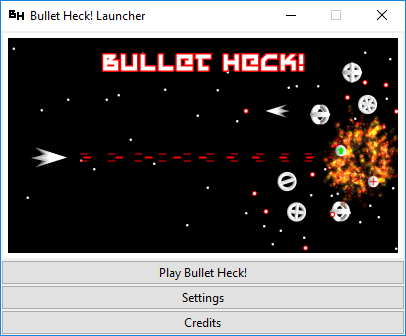 BH Bullet Heck! Launcher
BULLET HECK!
Play Bullet Heck!
Settings
Credits